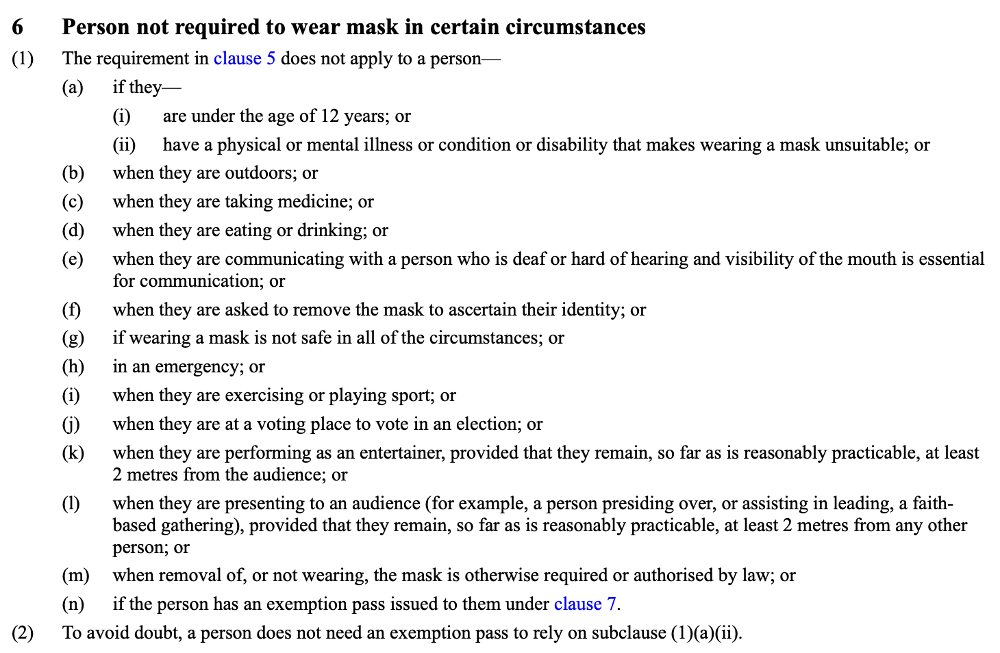 6 Person not required to wear mask in certain circumstances
(1) The requirement in clause 5 does not apply to a person—
(a) if they—
(i) are under the age of 12 years; or
(ii) have a physical or mental illness or condition or disability that makes wearing a mask unsuitable; or
(b) when they are outdoors; or
(c) when they are taking medicine; or
(d) when they are eating or drinking; or
(e) when they are communicating with a person who is deaf or hard of hearing and visibility of the mouth is essential
for communication; or
(f) when they are asked to remove the mask to ascertain their identity; or
(g) if wearing a mask is not safe in all of the circumstances; or
(h) in an emergency; or
(i) when they are exercising or playing sport; or
(j) when they are at a voting place to vote in an election; or
(k) when they are performing as an entertainer, provided that they remain, so far as is reasonably practicable, at least
2 metres from the audience; or
(l) when they are presenting to an audience (for example, a person presiding over, or assisting in leading, a faith-
based gathering), provided that they remain, so far as is reasonably practicable, at least 2 metres from any other
person; or
(m) when removal of, or not wearing, the mask is otherwise required or authorised by law; or
(n) if the person has an exemption pass issued to them under clause 7.
(2) To avoid doubt, a person does not need an exemption pass to rely on subclause (1)(a)(ii).